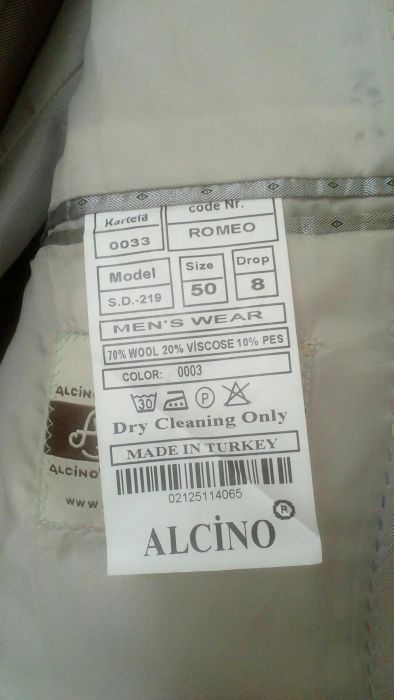 Kartela
code Nr.
0033
ROMEO
Model
Size
Drop
S.D.-219
50
8
MEN'S WEAR
70% WOOL 20% VİSCOSE 10% PES
COLOR: 0003
30
P
Dry Cleaning Only
MADE IN TURKEY
02125114065
ALCİNO ®
ALCİN
ALCİNO
www.